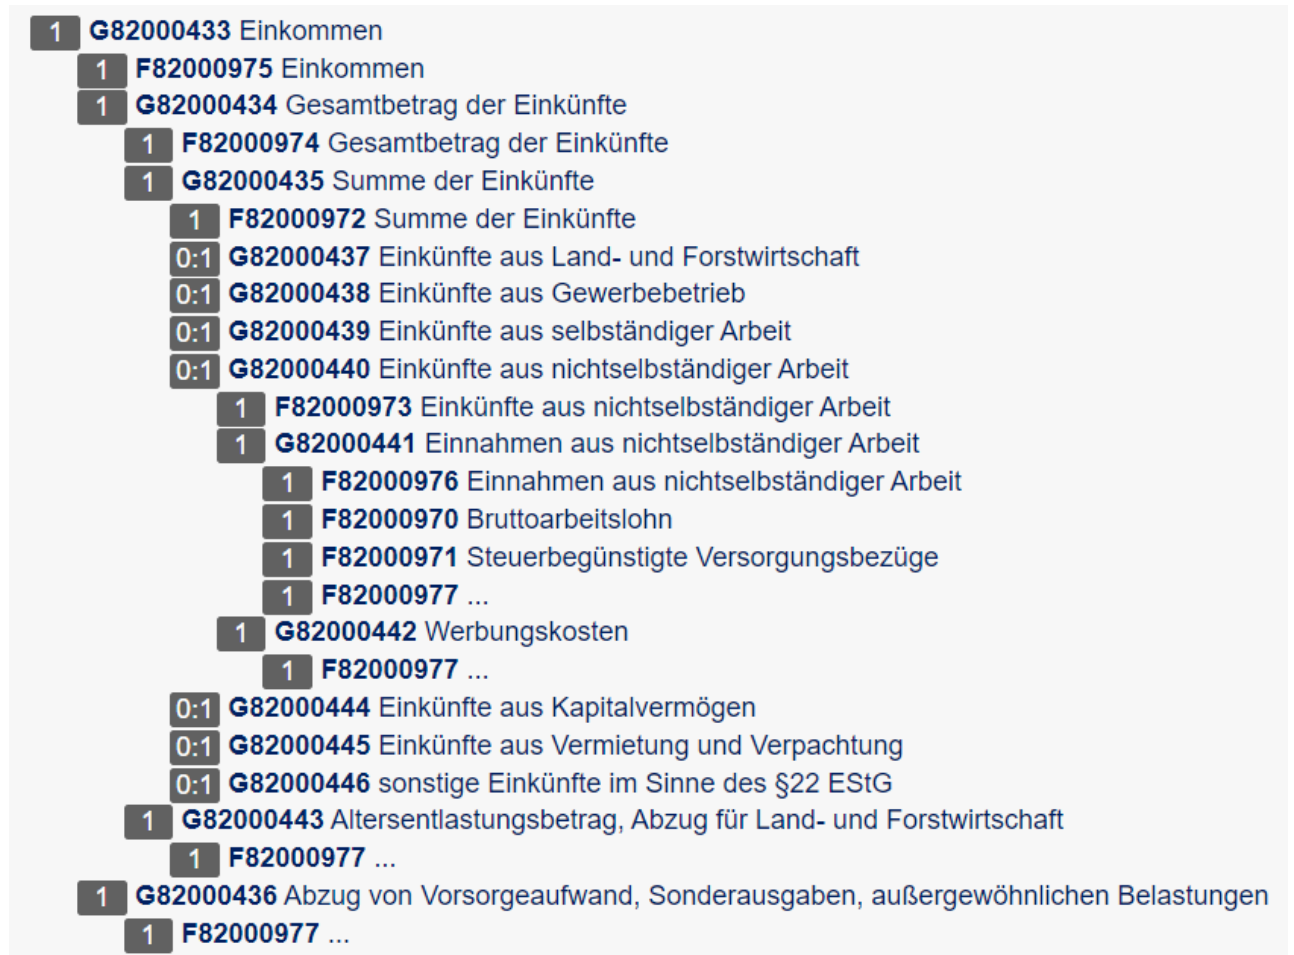 1 G82000433 Einkommen
1 F82000975 Einkommen
1 G82000434 Gesamtbetrag der Einkünfte
1 F82000974 Gesamtbetrag der Einkünfte
1 G82000435 Summe der Einkünfte
1 F82000972 Summe der Einkünfte
0:1 G82000437 Einkünfte aus Land- und Forstwirtschaft
0:1 G82000438 Einkünfte aus Gewerbebetrieb
0:1 G82000439 Einkünfte aus selbständiger Arbeit
0:1 G82000440 Einkünfte aus nichtselbständiger Arbeit
1 F82000973 Einkünfte aus nichtselbständiger Arbeit
1 G82000441 Einnahmen aus nichtselbständiger Arbeit
1 F82000976 Einnahmen aus nichtselbständiger Arbeit
1 F82000970 Bruttoarbeitslohn
1 F82000971 Steuerbegünstigte Versorgungsbezüge
1 F82000977 ...
1 G82000442 Werbungskosten
1 F82000977 ...
0:1 G82000444 Einkünfte aus Kapitalvermögen
0:1 G82000445 Einkünfte aus Vermietung und Verpachtung
0:1 G82000446 sonstige Einkünfte im Sinne des §22 EStG
1 G82000443 Altersentlastungsbetrag, Abzug für Land- und Forstwirtschaft
1 F82000977 ...
1 G82000436 Abzug von Vorsorgeaufwand, Sonderausgaben, außergewöhnlichen Belastungen
1 F82000977 ...